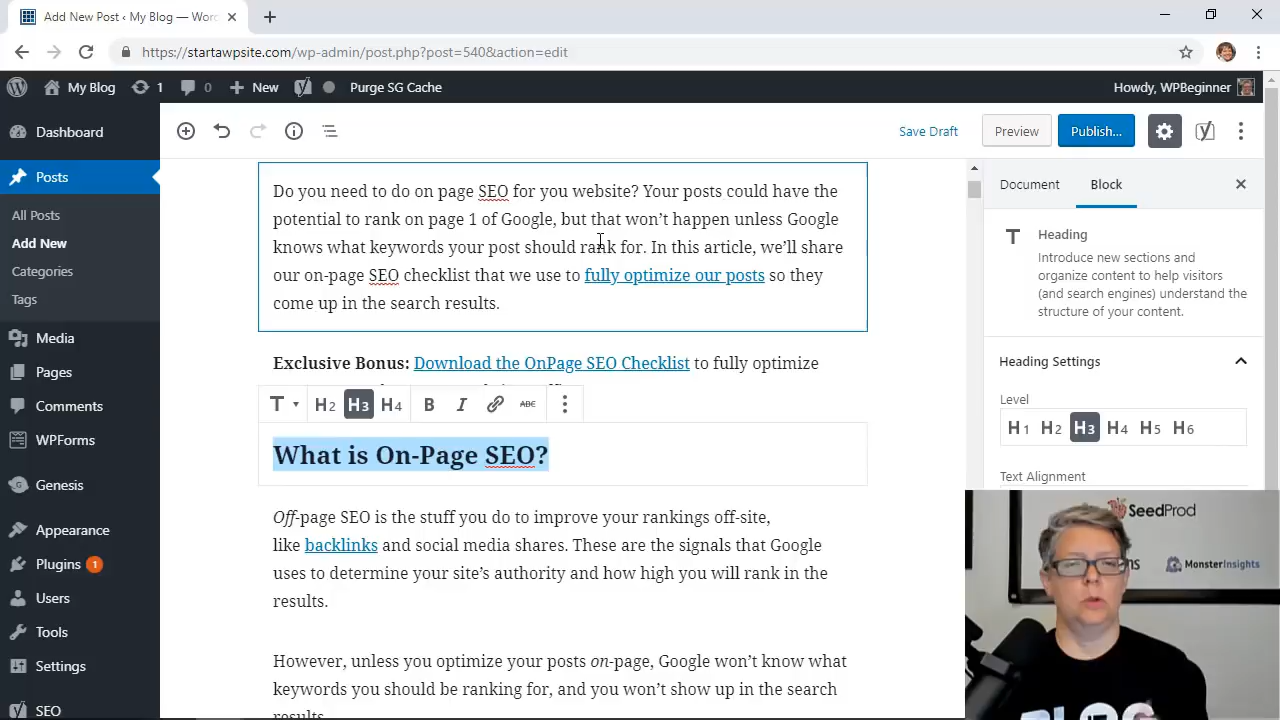 Add New Post ‹ My Blog — Wor
https://startawpsite.com/wp-admin/post.php?post=540&action=edit
My Blog 1 0 New Purge SG Cache Howdy, WPBeginner
Dashboard
Posts
All Posts
Add New
Categories
Tags
Media
Pages
Comments
WPForms
Genesis
Appearance
Plugins 1
Users
Tools
Settings
SEO
Save Draft Preview Publish...
Do you need to do on page SEO for you website? Your posts could have the
potential to rank on page 1 of Google, but that won't happen unless Google
knows what keywords your post should rank for. In this article, we'll share
our on-page SEO checklist that we use to fully optimize our posts so they
come up in the search results.
Exclusive Bonus: Download the OnPage SEO Checklist to fully optimize
H2 H3 H4 B I ABC
What is On-Page SEO?
Off-page SEO is the stuff you do to improve your rankings off-site,
like backlinks and social media shares. These are the signals that Google
uses to determine your site's authority and how high you will rank in the
results.
However, unless you optimize your posts on-page, Google won't know what
keywords you should be ranking for, and you won't show up in the search
results.
Document Block
Heading
Introduce new sections and
organize content to help visitors
(and search engines) understand the
structure of your content.
Heading Settings
Level
H1 H2 H3 H4 H5 H6
Text Alignment
SeedProd
MonsterInsights